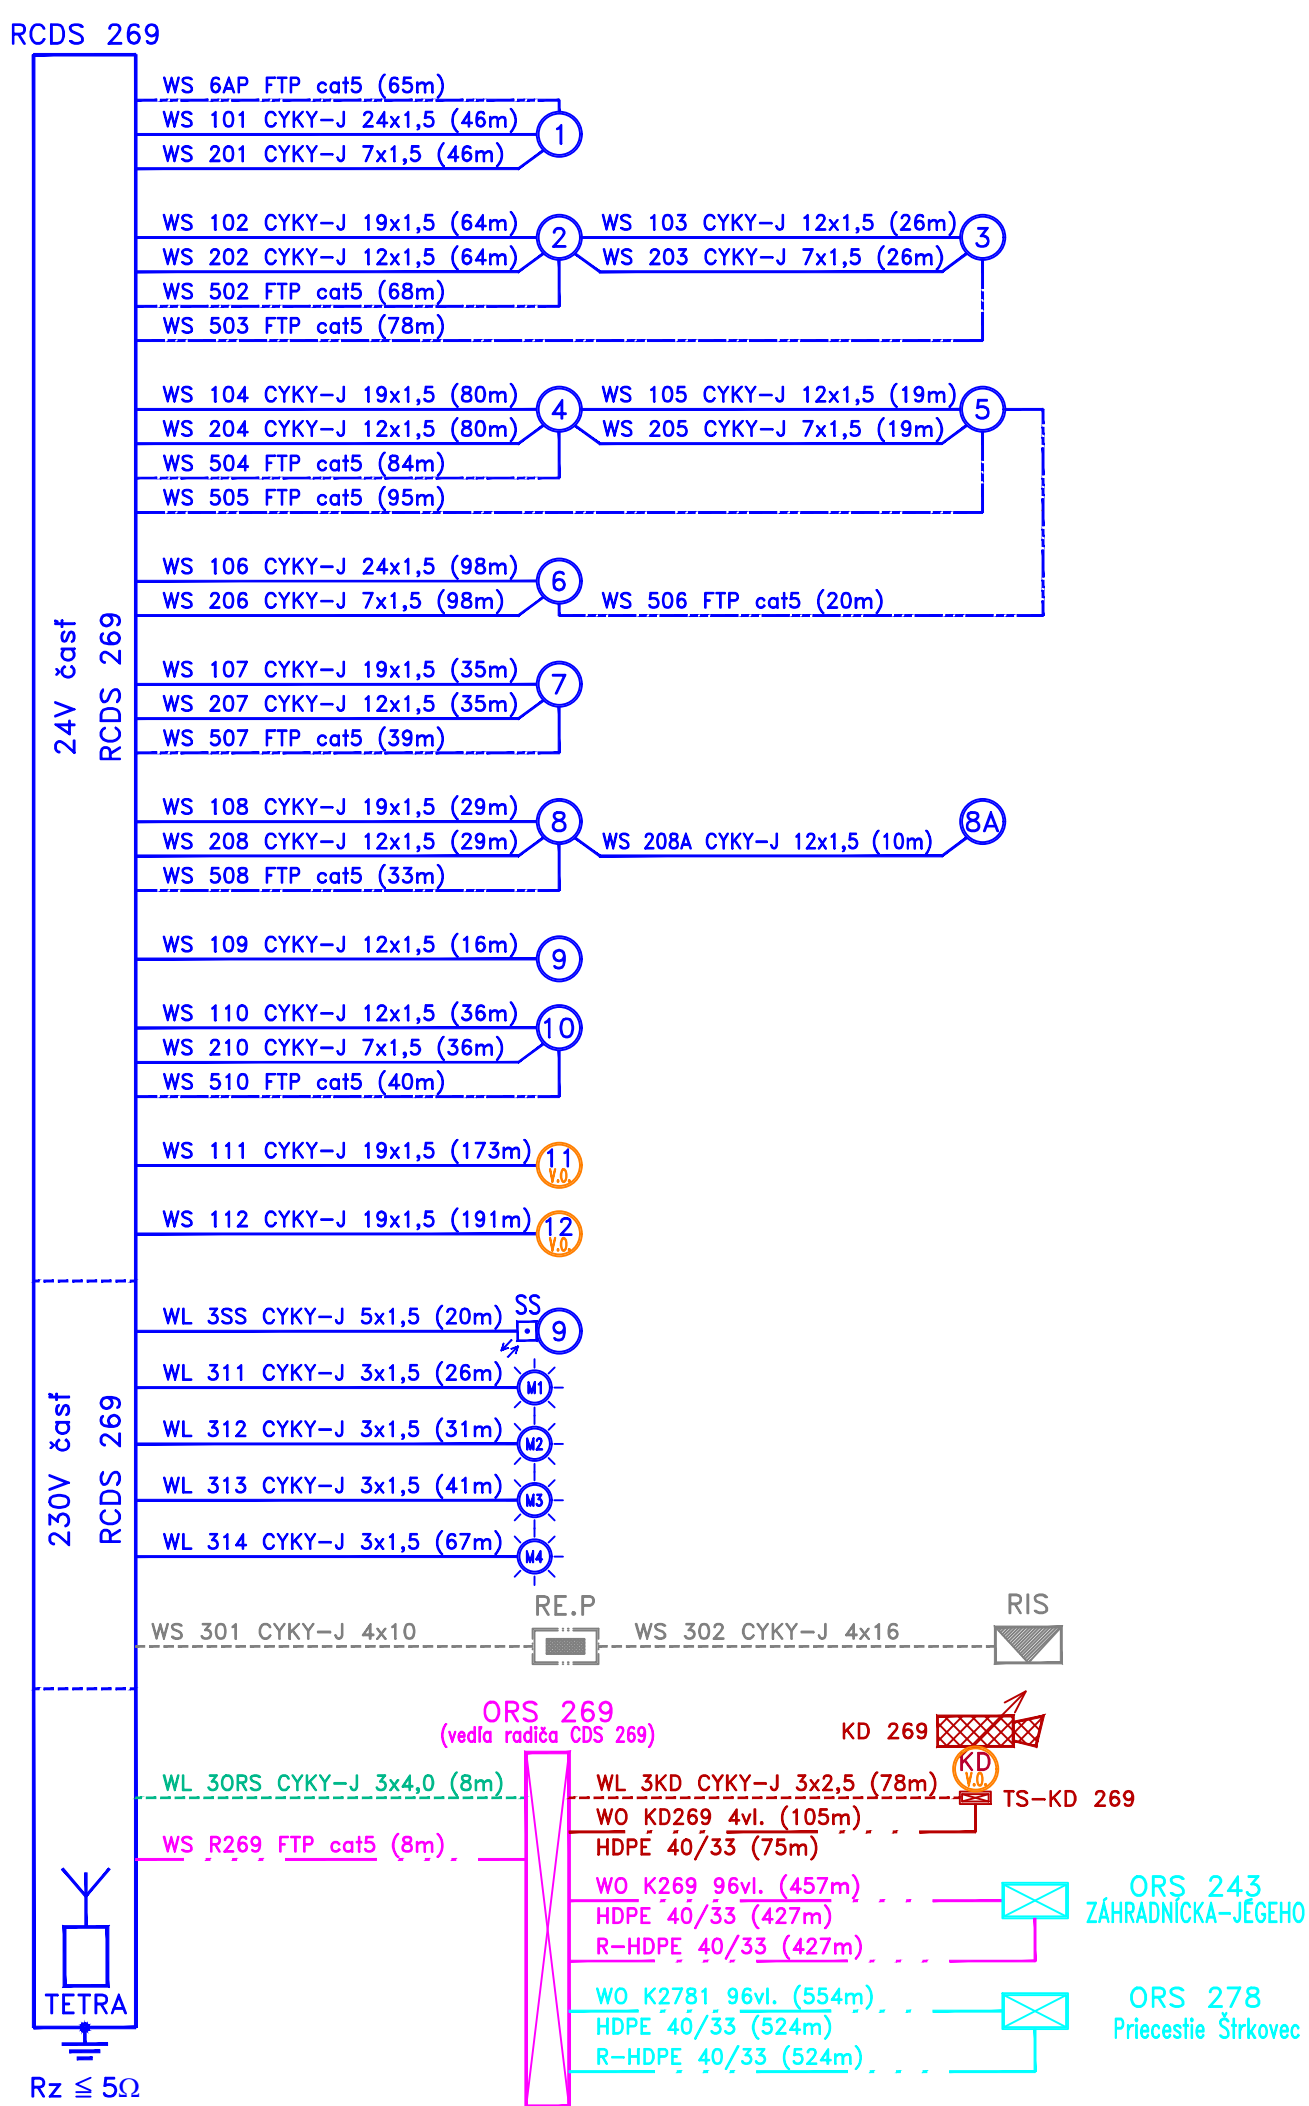 RCDS 269
WS 6AP FTP cat5 (65m)
WS 101 CYKY-J 24x1,5 (46m)
1
WS 201 CYKY-J 7x1,5 (46m)
WS 102 CYKY-J 19x1,5 (64m)
2
WS 103 CYKY-J 12x1,5 (26m)
3
WS 202 CYKY-J 12x1,5 (64m)
WS 203 CYKY-J 7x1,5 (26m)
WS 502 FTP cat5 (68m)
WS 503 FTP cat5 (78m)
WS 104 CYKY-J 19x1,5 (80m)
4
WS 105 CYKY-J 12x1,5 (19m)
5
WS 204 CYKY-J 12x1,5 (80m)
WS 205 CYKY-J 7x1,5 (19m)
WS 504 FTP cat5 (84m)
WS 505 FTP cat5 (95m)
WS 106 CYKY-J 24x1,5 (98m)
6
WS 206 CYKY-J 7x1,5 (98m)
WS 506 FTP cat5 (20m)
24V časť
RCDS 269
WS 107 CYKY-J 19x1,5 (35m)
7
WS 207 CYKY-J 12x1,5 (35m)
WS 507 FTP cat5 (39m)
WS 108 CYKY-J 19x1,5 (29m)
8
8A
WS 208 CYKY-J 12x1,5 (29m)
WS 208A CYKY-J 12x1,5 (10m)
WS 508 FTP cat5 (33m)
WS 109 CYKY-J 12x1,5 (16m)
9
WS 110 CYKY-J 12x1,5 (36m)
10
WS 210 CYKY-J 7x1,5 (36m)
WS 510 FTP cat5 (40m)
WS 111 CYKY-J 19x1,5 (173m)
11
V.O.
WS 112 CYKY-J 19x1,5 (191m)
12
V.O.
230V časť
RCDS 269
WL 3SS CYKY-J 5x1,5 (20m)
SS
9
WL 311 CYKY-J 3x1,5 (26m)
M1
WL 312 CYKY-J 3x1,5 (31m)
M2
WL 313 CYKY-J 3x1,5 (41m)
M3
WL 314 CYKY-J 3x1,5 (67m)
M4
WS 301 CYKY-J 4x10
RE.P
WS 302 CYKY-J 4x16
RIS
ORS 269
(vedľa radiča CDS 269)
KD 269
KD
V.O.
WL 3ORS CYKY-J 3x4,0 (8m)
WL 3KD CYKY-J 3x2,5 (78m)
TS-KD 269
WO KD269 4vl. (105m)
HDPE 40/33 (75m)
WS R269 FTP cat5 (8m)
WO K269 96vl. (457m)
HDPE 40/33 (427m)
R-HDPE 40/33 (427m)
ORS 243
ZÁHRADNÍCKA-JÉGEHO
WO K2781 96vl. (554m)
HDPE 40/33 (524m)
R-HDPE 40/33 (524m)
ORS 278
Priecestie Štrkovec
TETRA
Rz ≦ 5Ω